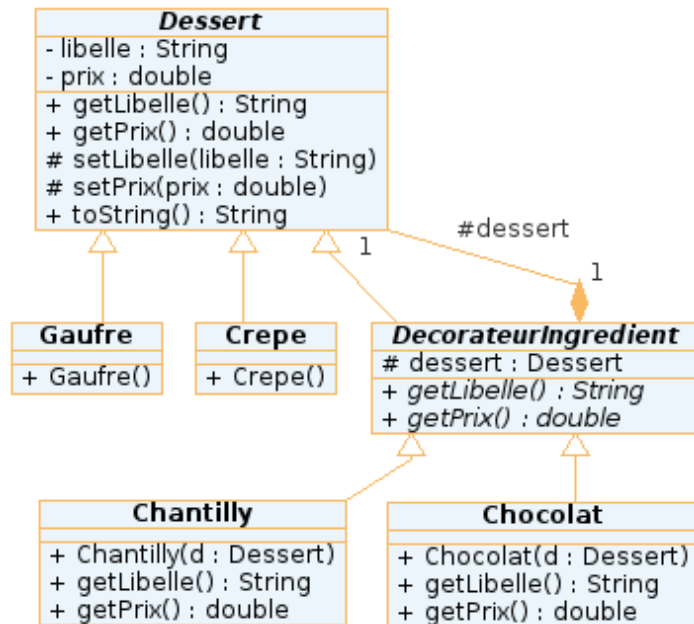 Dessert
- libelle : String
- prix : double
+ getLibelle() : String
+ getPrix() : double
# setLibelle(libelle : String)
# setPrix(prix : double)
+ toString() : String
#dessert
1
1
Gaufre
+ Gaufre()
Crepe
+ Crepe()
DecorateurIngredient
# dessert : Dessert
+ getLibelle() : String
+ getPrix() : double
Chantilly
+ Chantilly(d : Dessert)
+ getLibelle() : String
+ getPrix() : double
Chocolat
+ Chocolat(d : Dessert)
+ getLibelle() : String
+ getPrix() : double